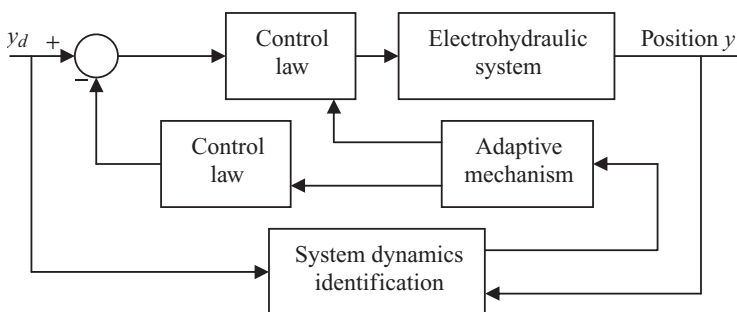 y_d
+
−
Control
law
Electrohydraulic
system
Position y
Control
law
Adaptive
mechanism
System dynamics
identification